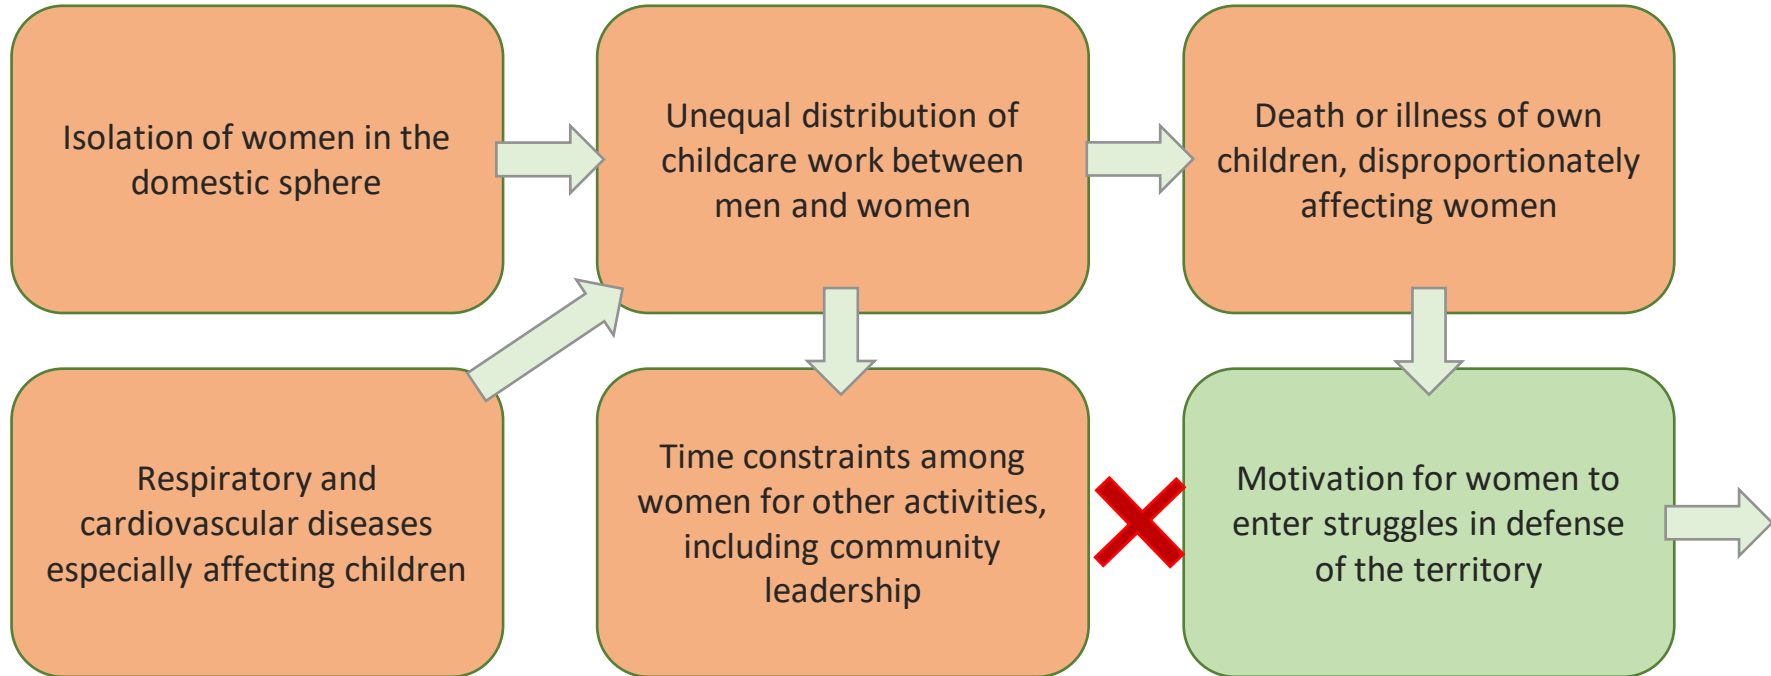 Isolation of women in the
domestic sphere
Unequal distribution of
childcare work between
men and women
Death or illness of own
children, disproportionately
affecting women
Respiratory and
cardiovascular diseases
especially affecting children
Time constraints among
women for other activities,
including community
leadership
Motivation for women to
enter struggles in defense
of the territory